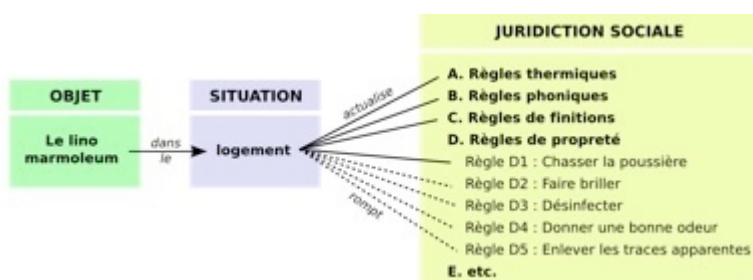 JURIDICTION SOCIALE
OBJET
SITUATION
Le lino
marmoleum
dans
le
logement
actualise
rompt
A. Règles thermiques
B. Règles phoniques
C. Règles de finitions
D. Règles de propreté
Règle D1 : Chasser la poussière
Règle D2 : Faire briller
Règle D3 : Désinfecter
Règle D4 : Donner une bonne odeur
Règle D5 : Enlever les traces apparentes
E. etc.